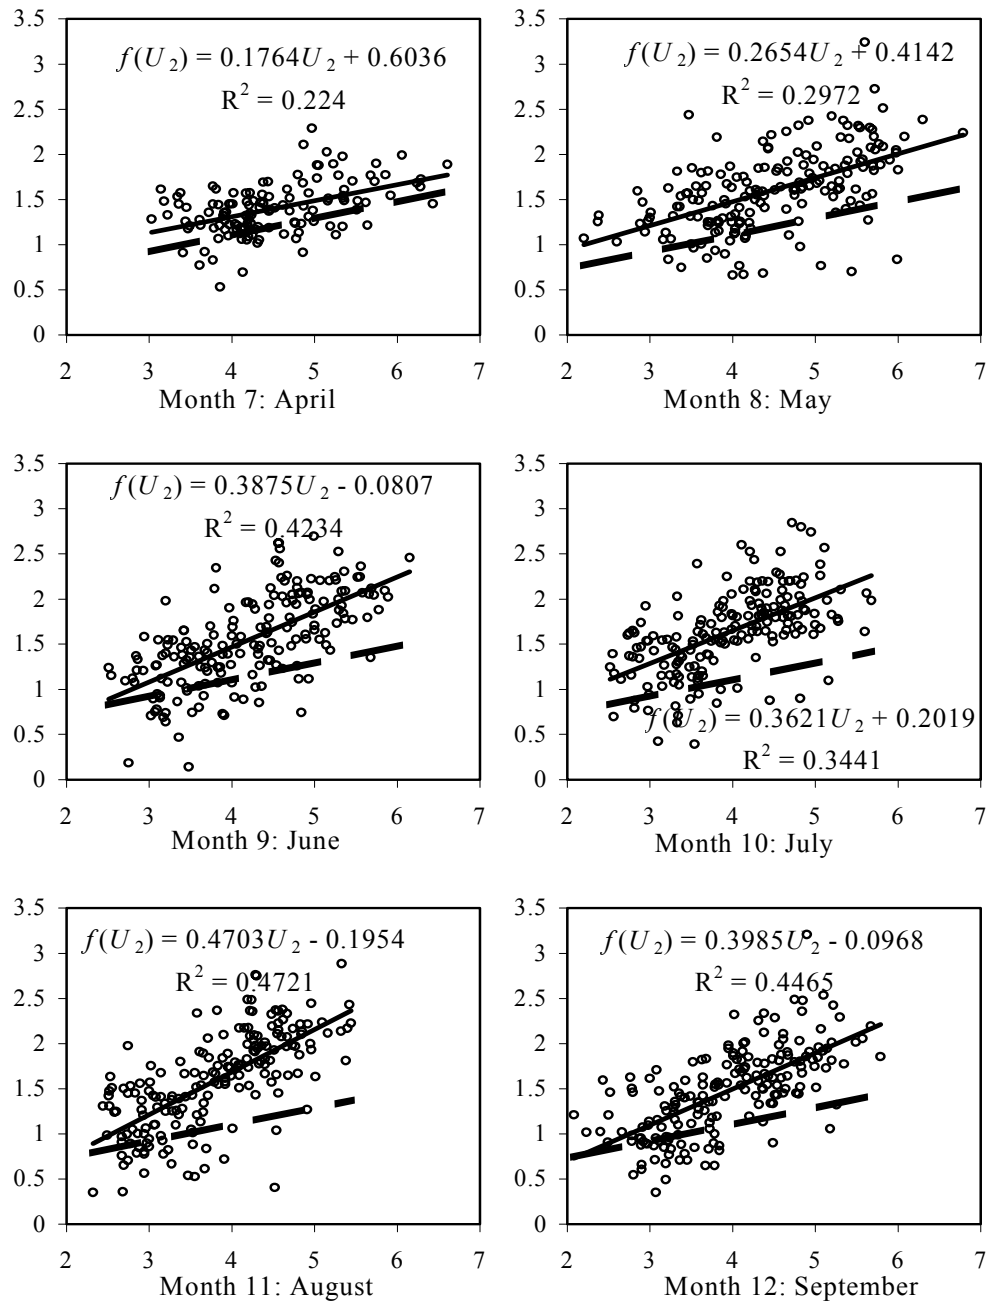 3.5
3
2.5
2
1.5
1
0.5
0
f(U2) = 0.1764U2 + 0.6036
R² = 0.224
2 3 4 5 6 7
Month 7: April
3.5
3
2.5
2
1.5
1
0.5
0
f(U2) = 0.2654U2 + 0.4142
R² = 0.2972
2 3 4 5 6 7
Month 8: May
3.5
3
2.5
2
1.5
1
0.5
0
f(U2) = 0.3875U2 - 0.0807
R² = 0.4234
2 3 4 5 6 7
Month 9: June
3.5
3
2.5
2
1.5
1
0.5
0
f(U2) = 0.3621U2 + 0.2019
R² = 0.3441
2 3 4 5 6 7
Month 10: July
3.5
3
2.5
2
1.5
1
0.5
0
f(U2) = 0.4703U2 - 0.1954
R² = 0.4721
2 3 4 5 6 7
Month 11: August
3.5
3
2.5
2
1.5
1
0.5
0
f(U2) = 0.3985U2 - 0.0968
R² = 0.4465
2 3 4 5 6 7
Month 12: September